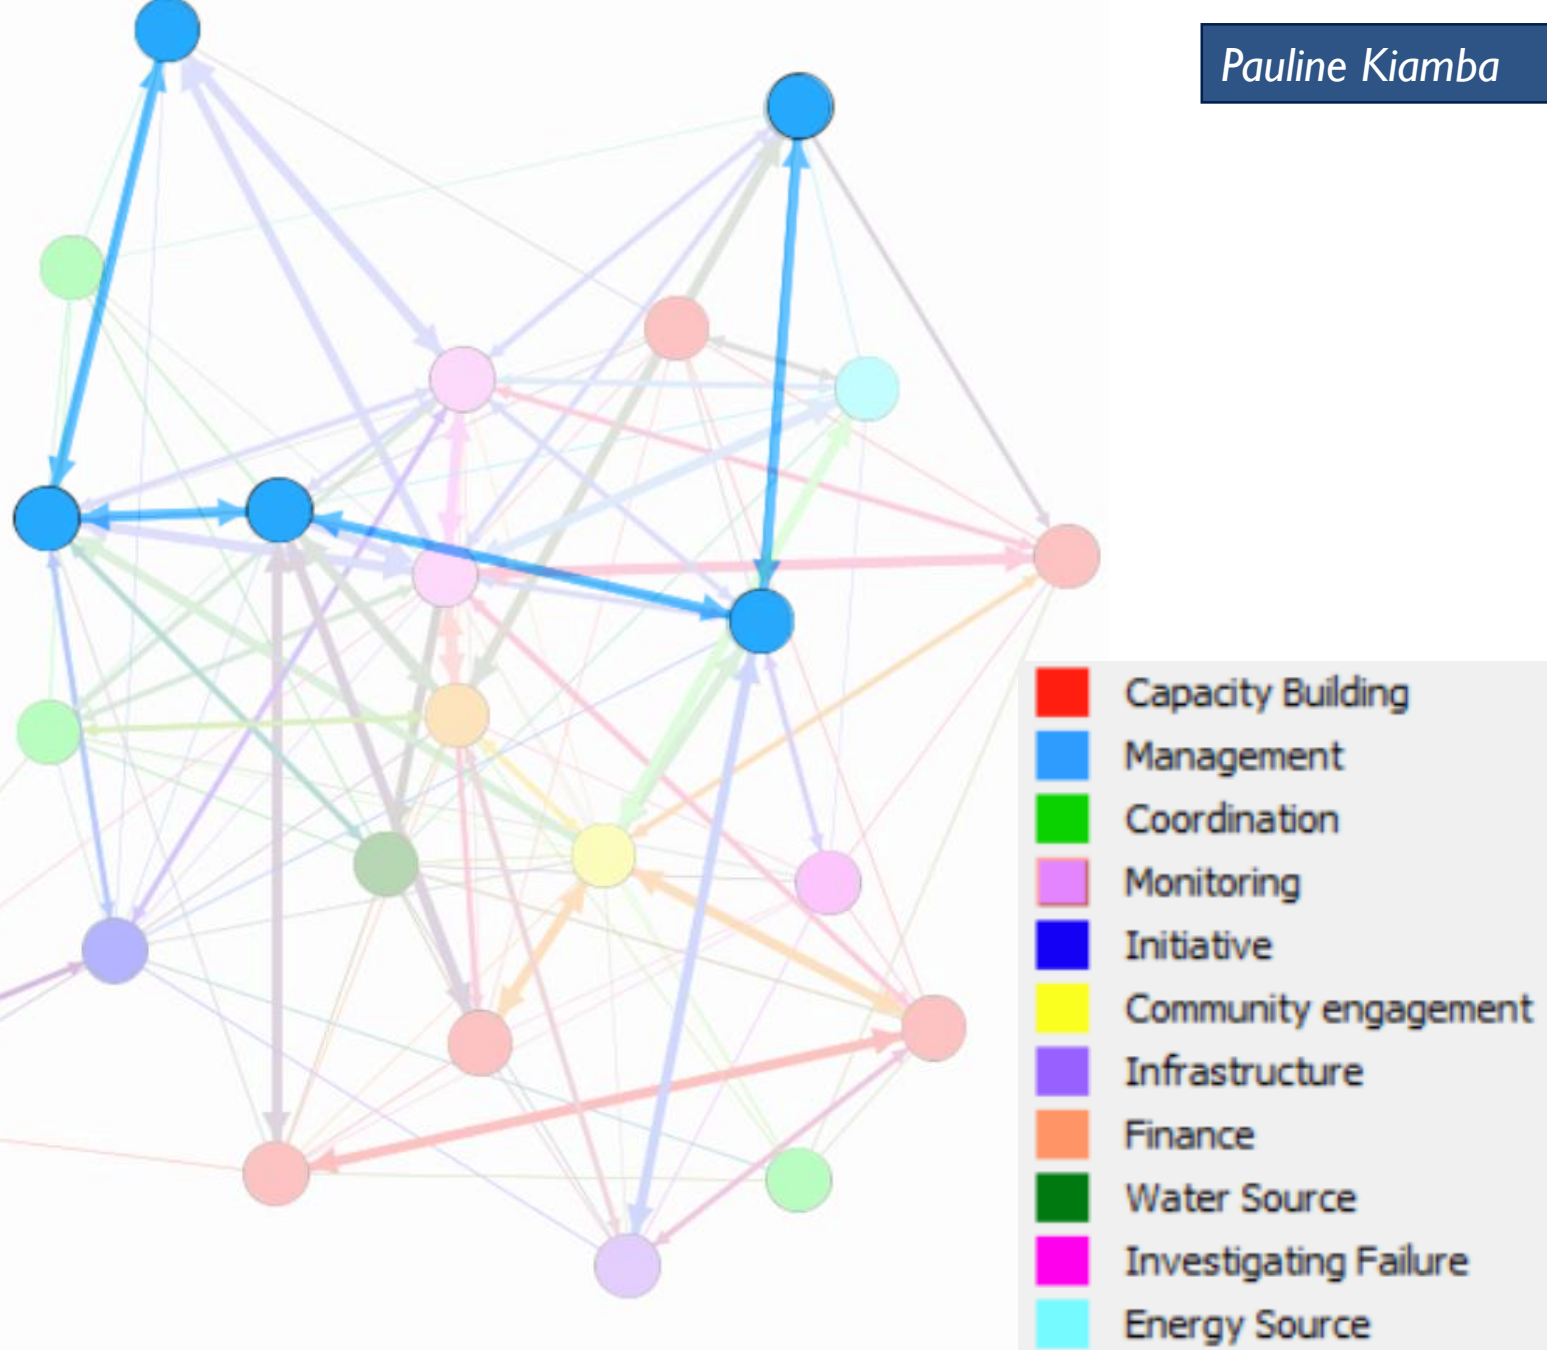 Pauline Kiamba
Capacity Building
Management
Coordination
Monitoring
Initiative
Community engagement
Infrastructure
Finance
Water Source
Investigating Failure
Energy Source